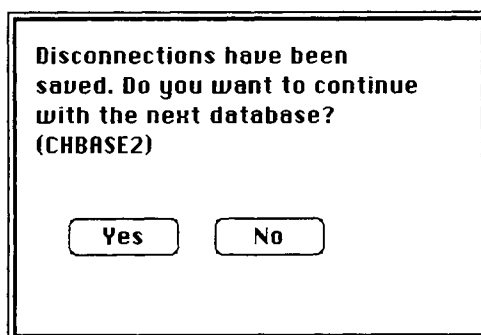 Disconnections have been
saved. Do you want to continue
with the next database?
(CHBASE2)
Yes No